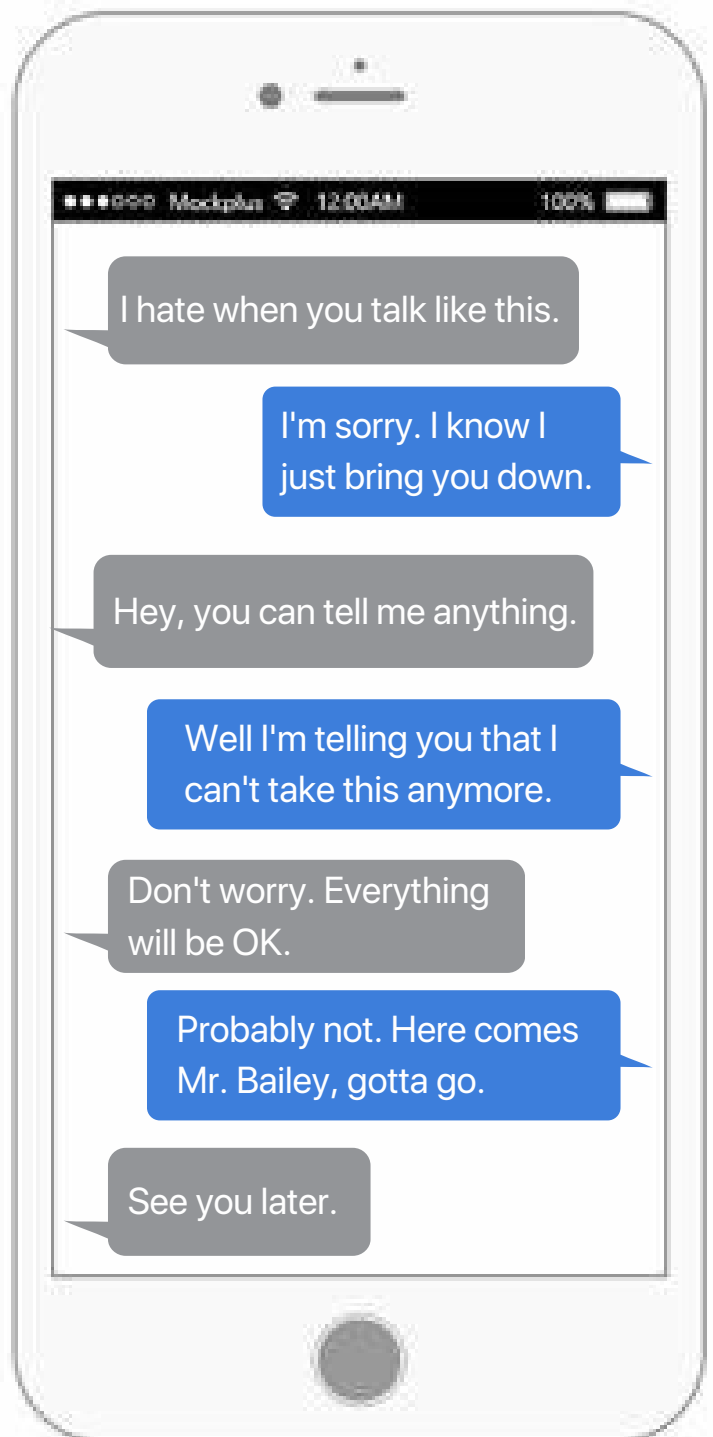 Mockplus 12:00AM 100%
I hate when you talk like this.
I'm sorry. I know I
just bring you down.
Hey, you can tell me anything.
Well I'm telling you that I
can't take this anymore.
Don't worry. Everything
will be OK.
Probably not. Here comes
Mr. Bailey, gotta go.
See you later.